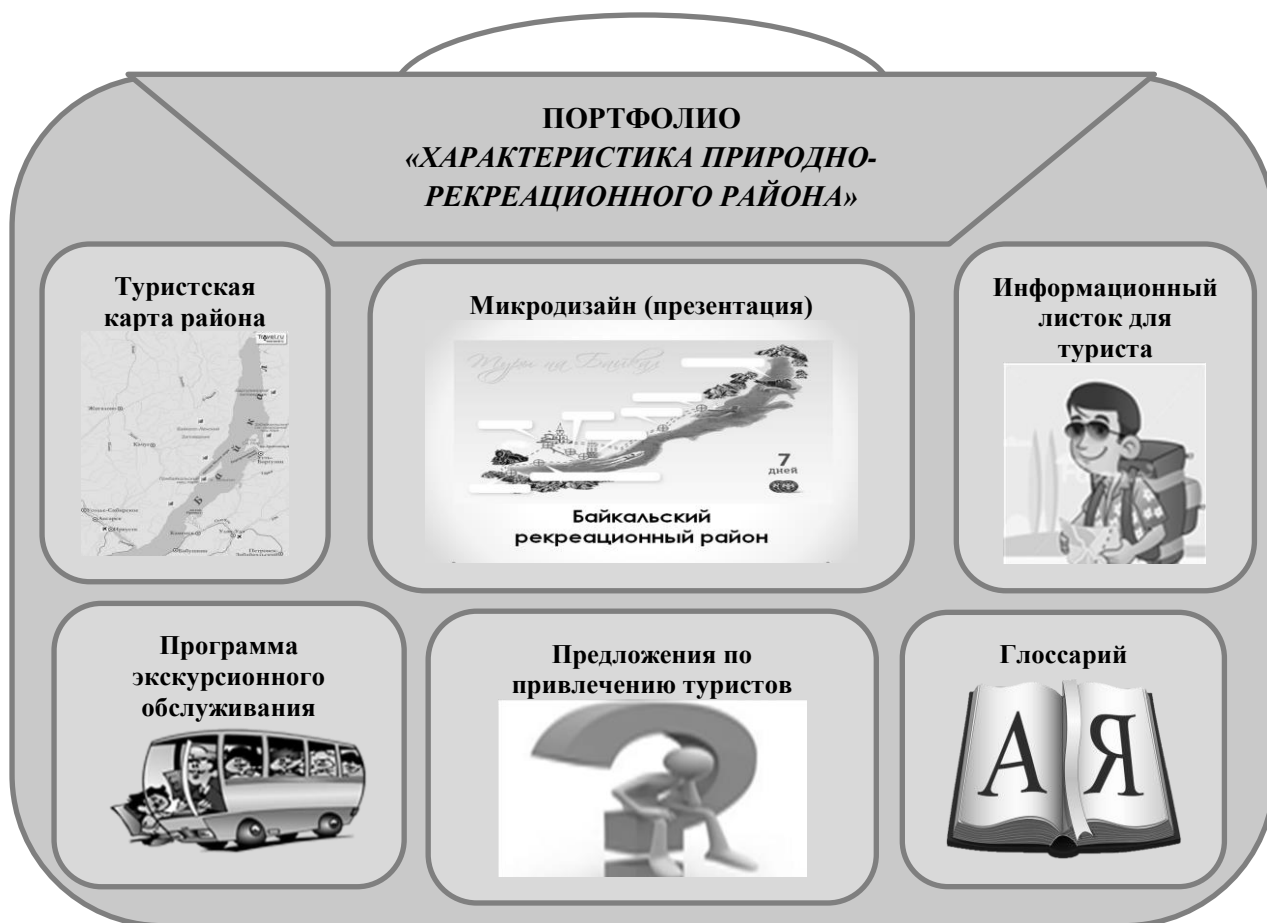 ПОРТФОЛИО
«ХАРАКТЕРИСТИКА ПРИРОДНО-
РЕКРЕАЦИОННОГО РАЙОНА»
Туристская
карта района
Микродизайн (презентация)
Туры на Байкал
7
дней
Байкальский
рекреационный район
Информационный
листок для
туриста
Программа
экскурсионного
обслуживания
Предложения по
привлечению туристов
Глоссарий
А Я